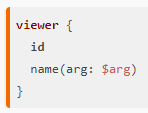 viewer {
  id
  name(arg: $arg)
}